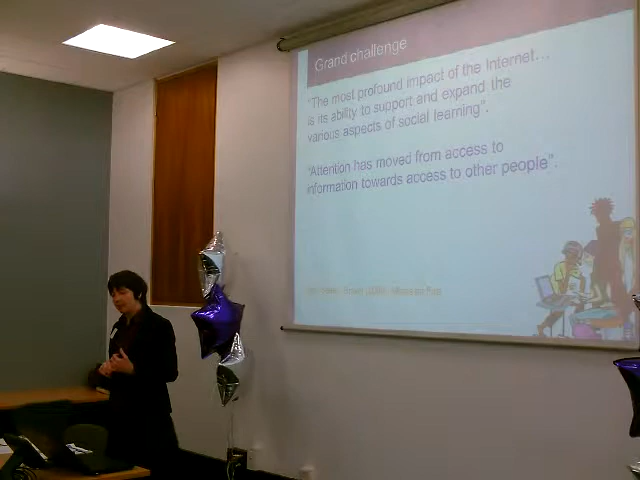 Grand challenge
"The most profound impact of the Internet...
is its ability to support and expand the
various aspects of social learning".
"Attention has moved from access to
information towards access to other people".